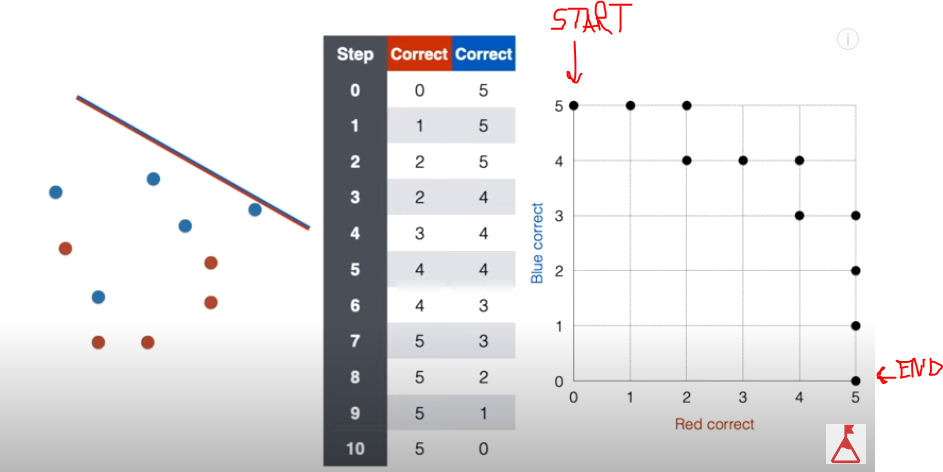 START
Step Correct Correct
0 0 5
1 1 5
2 2 5
3 2 4
4 3 4
5 4 4
6 4 3
7 5 3
8 5 2
9 5 1
10 5 0
i
5
4
3
2
1
0
Blue correct
0 1 2 3 4 5
Red correct
END